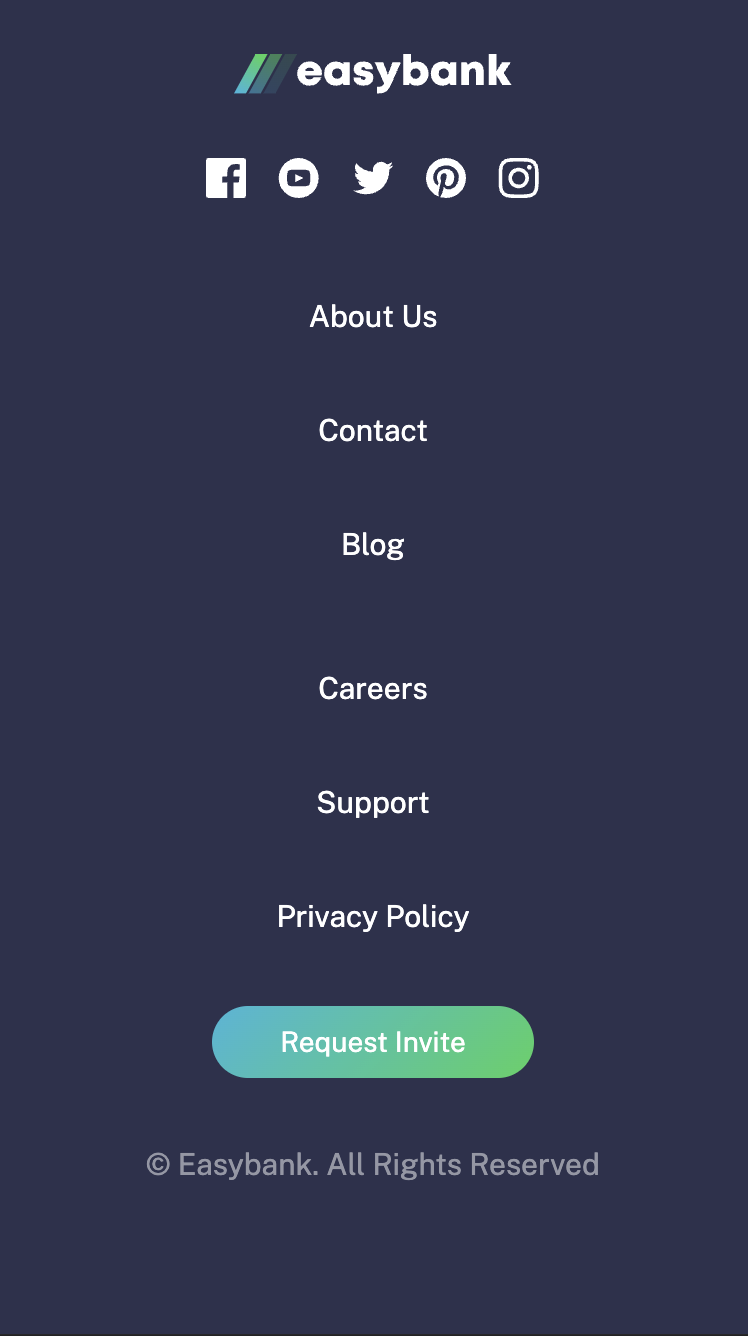 easybank
About Us
Contact
Blog
Careers
Support
Privacy Policy
Request Invite
© Easybank. All Rights Reserved